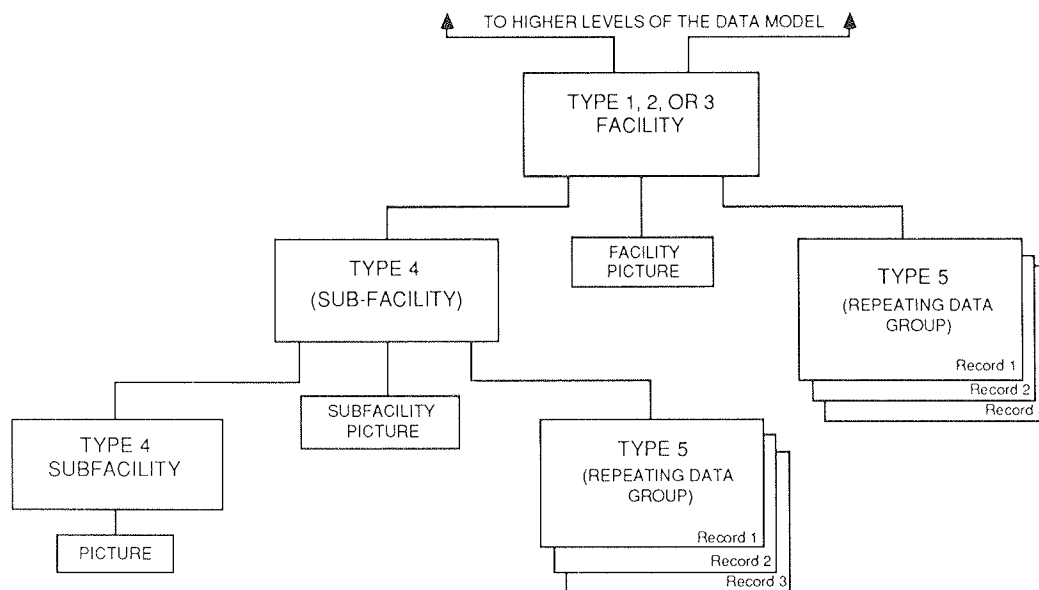 TO HIGHER LEVELS OF THE DATA MODEL
TYPE 1, 2, OR 3
FACILITY
TYPE 4
(SUB-FACILITY)
FACILITY
PICTURE
TYPE 5
(REPEATING DATA
GROUP)
Record 1
Record 2
Record
TYPE 4
SUBFACILITY
SUBFACILITY
PICTURE
TYPE 5
(REPEATING DATA
GROUP)
Record 1
Record 2
Record 3
PICTURE